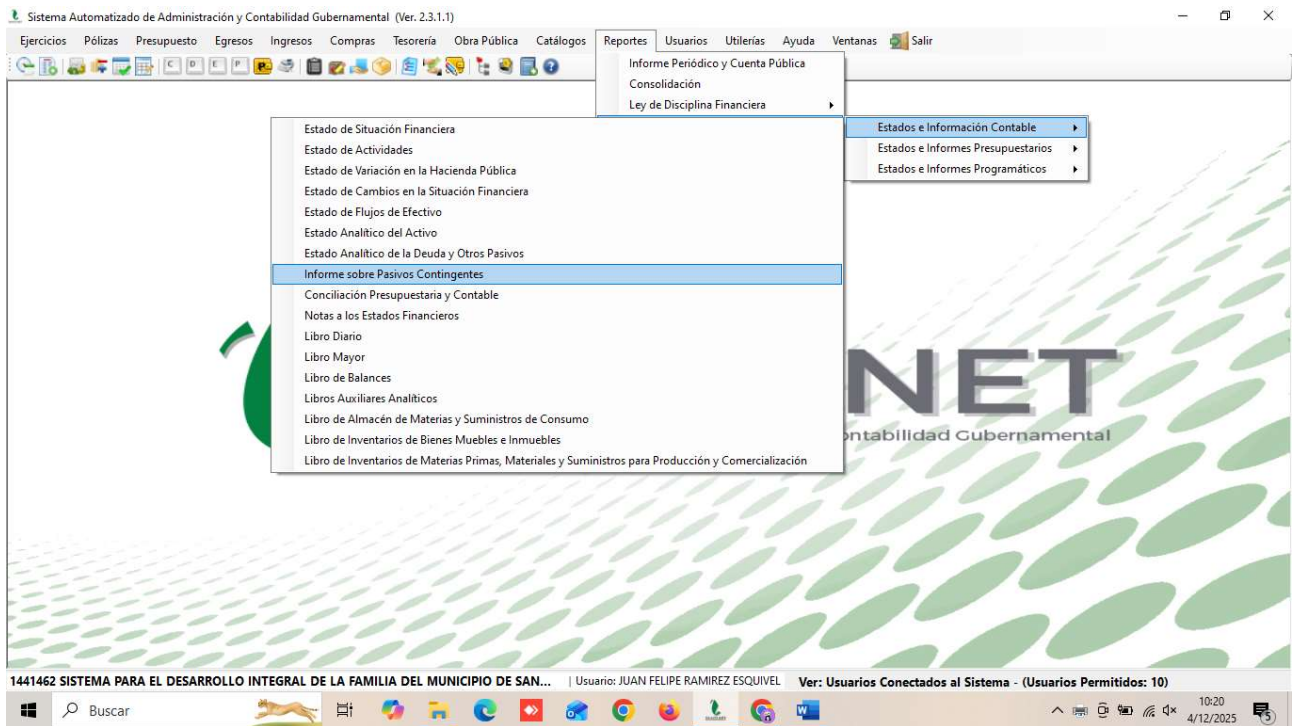 Sistema Automatizado de Administración y Contabilidad Gubernamental (Ver. 2.3.1.1)
Ejercicios Pólizas Presupuesto Egresos Ingresos Compras Tesorería Obra Pública Catálogos Reportes Usuarios Utilerías Ayuda Ventanas Salir
Informe Periódico y Cuenta Pública
Consolidación
Ley de Disciplina Financiera
Estados e Información Contable
Estados e Informes Presupuestarios
Estados e Informes Programáticos
Estado de Situación Financiera
Estado de Actividades
Estado de Variación en la Hacienda Pública
Estado de Cambios en la Situación Financiera
Estado de Flujos de Efectivo
Estado Analítico del Activo
Estado Analítico de la Deuda y Otros Pasivos
Informe sobre Pasivos Contingentes
Conciliación Presupuestaria y Contable
Notas a los Estados Financieros
Libro Diario
Libro Mayor
Libro de Balances
Libros Auxiliares Analíticos
Libro de Almacén de Materias y Suministros de Consumo
Libro de Inventarios de Bienes Muebles e Inmuebles
Libro de Inventarios de Materias Primas, Materiales y Suministros para Producción y Comercialización
NET
ontabilidad Gubernamental
1441462 SISTEMA PARA EL DESARROLLO INTEGRAL DE LA FAMILIA DEL MUNICIPIO DE SAN... | Usuario: JUAN FELIPE RAMIREZ ESQUIVEL Ver: Usuarios Conectados al Sistema - (Usuarios Permitidos: 10)
Buscar
10:20
4/12/2025